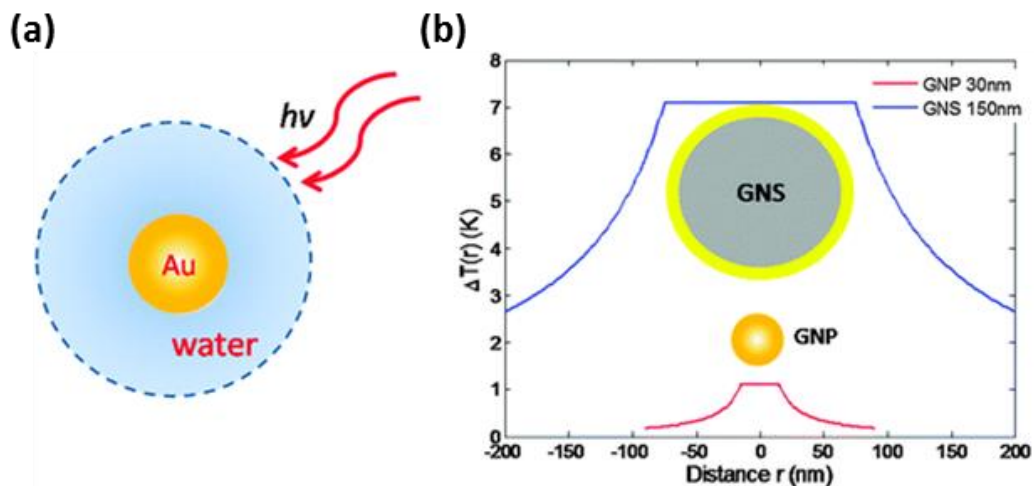 (a)
hν
Au
water
(b)
GNP 30nm
GNS 150nm
GNS
GNP
ΔT(r) (K)
8
7
6
5
4
3
2
1
0
-200 -150 -100 -50 0 50 100 150 200
Distance r (nm)